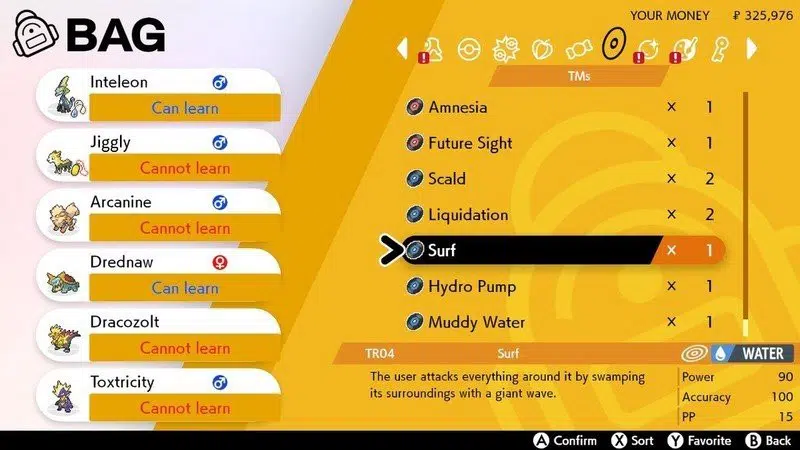 BAG
YOUR MONEY ₽ 325,976
TMs
Inteleon
Can learn
Jiggly
Cannot learn
Arcanine
Cannot learn
Drednaw
Can learn
Dracozolt
Cannot learn
Toxtricity
Cannot learn
Amnesia × 1
Future Sight × 1
Scald × 2
Liquidation × 2
Surf × 1
Hydro Pump × 1
Muddy Water × 1
TR04 Surf WATER
The user attacks everything around it by swamping
its surroundings with a giant wave.
Power 90
Accuracy 100
PP 15
A Confirm X Sort Y Favorite B Back